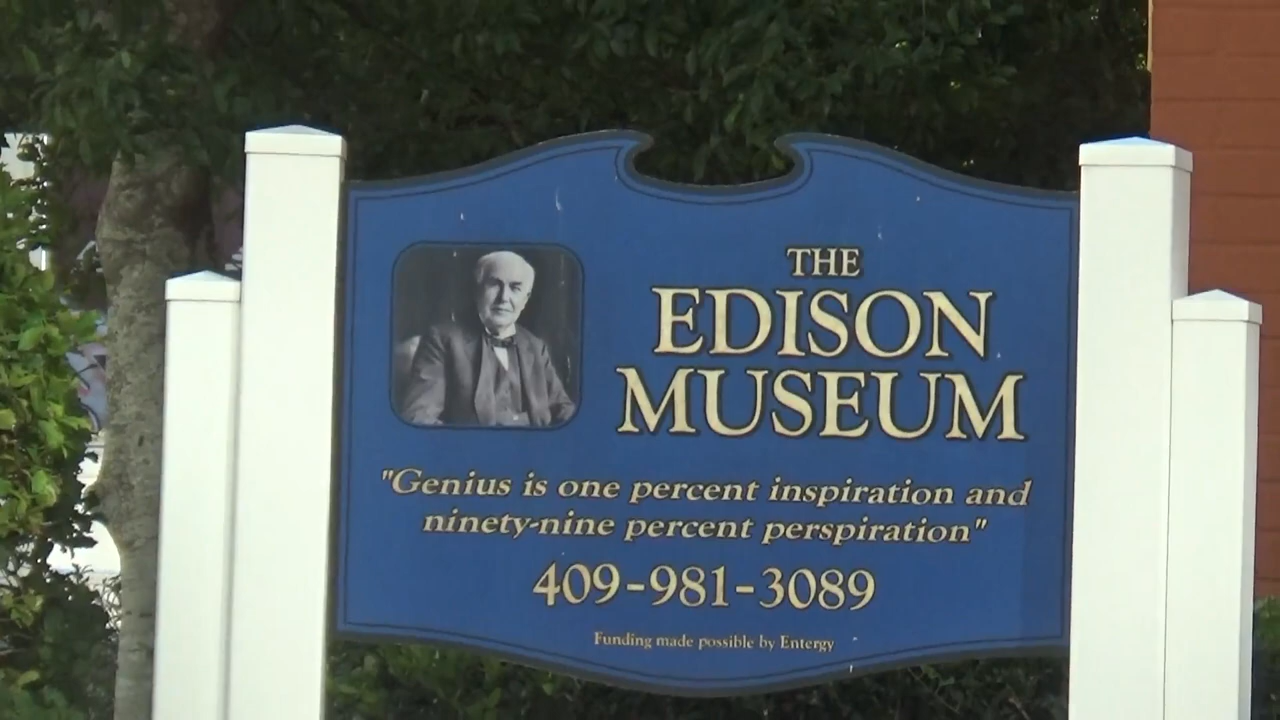 THE
EDISON
MUSEUM
"Genius is one percent inspiration and
ninety-nine percent perspiration"
409-981-3089
Funding made possible by Entergy